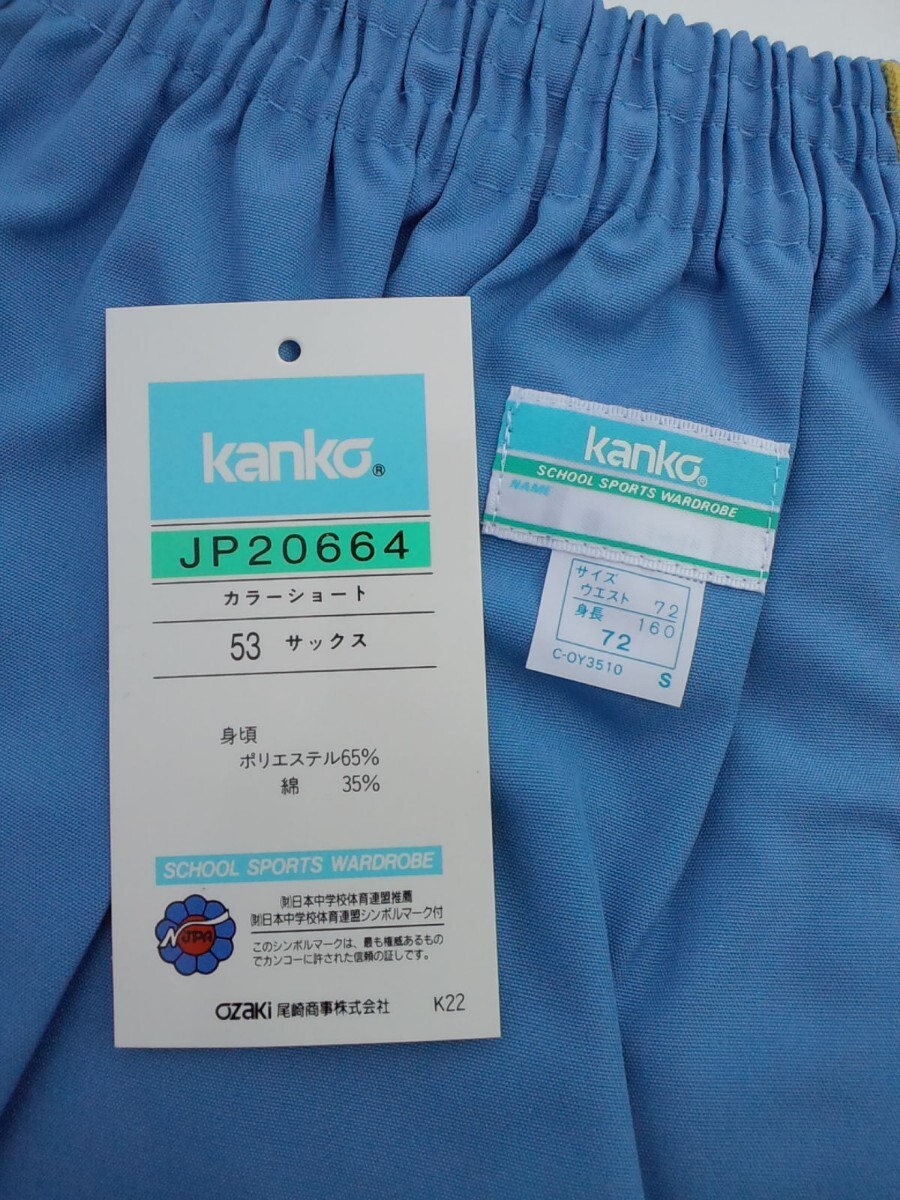 kanko®
JP20664
カラーショート
53 サックス
身頃
ポリエステル65%
綿 35%
SCHOOL SPORTS WARDROBE
(財)日本中学校体育連盟推薦
(財)日本中学校体育連盟シンボルマーク付
NJPA
このシンボルマークは、最も権威あるもの
でカンコーに許された信頼の証しです。
OZAKI 尾崎商事株式会社 K22
kanko®
SCHOOL SPORTS WARDROBE
NAME
サイズ
ウエスト 72
身長 160
72
C-OY3510 S